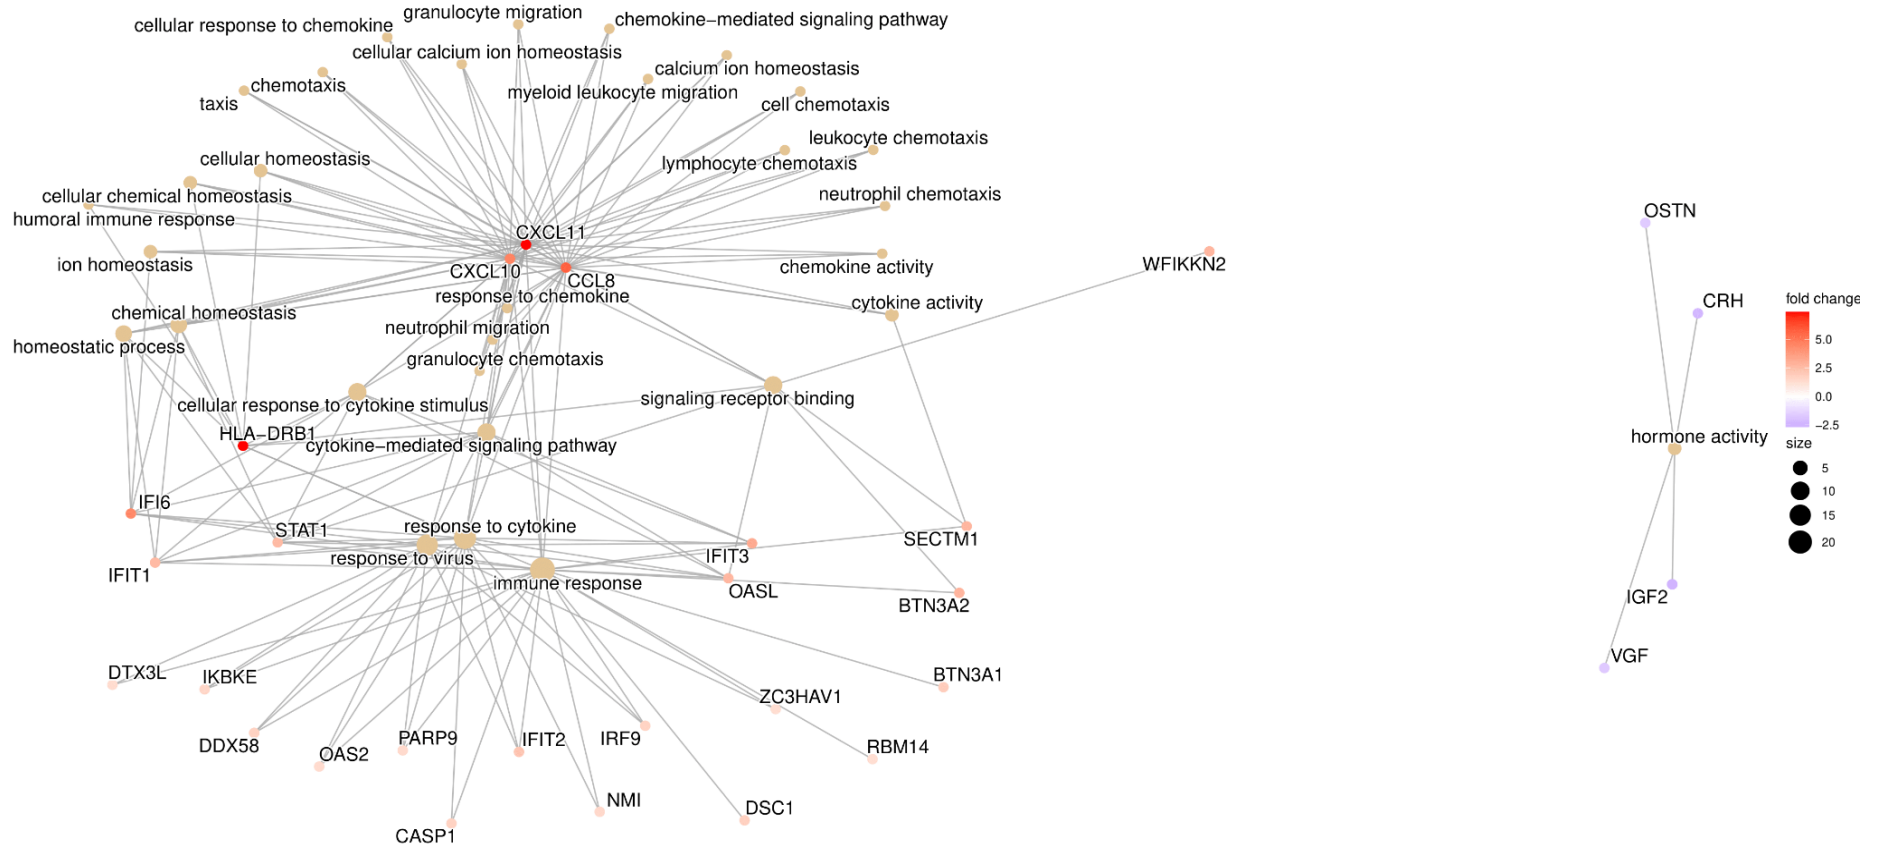 granulocyte migration
cellular response to chemokine
chemokine−mediated signaling pathway
cellular calcium ion homeostasis
calcium ion homeostasis
chemotaxis
myeloid leukocyte migration
taxis
cell chemotaxis
leukocyte chemotaxis
cellular homeostasis
lymphocyte chemotaxis
cellular chemical homeostasis
neutrophil chemotaxis
humoral immune response
CXCL11
ion homeostasis
CXCL10
chemokine activity
CCL8
response to chemokine
cytokine activity
chemical homeostasis
neutrophil migration
homeostatic process
granulocyte chemotaxis
signaling receptor binding
cellular response to cytokine stimulus
HLA−DRB1
cytokine−mediated signaling pathway
IFI6
STAT1
response to cytokine
SECTM1
IFIT3
response to virus
IFIT1
immune response
OASL
BTN3A2
DTX3L
IKBKE
BTN3A1
ZC3HAV1
DDX58
OAS2
PARP9
IFIT2
IRF9
RBM14
NMI
DSC1
CASP1
WFIKKN2
OSTN
CRH
hormone activity
IGF2
VGF
fold change
5.0
2.5
0.0
−2.5
size
5
10
15
20